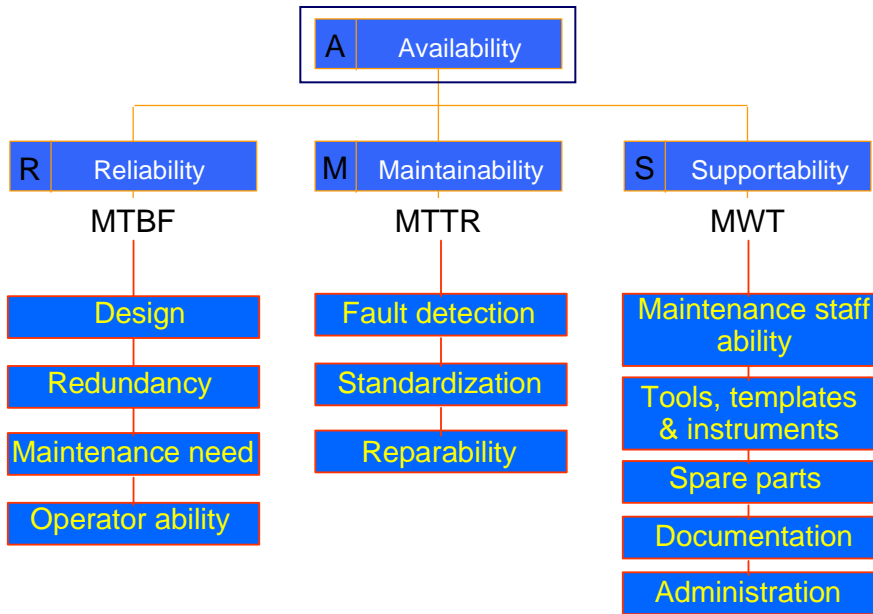 A Availability
R Reliability
MTBF
Design
Redundancy
Maintenance need
Operator ability
M Maintainability
MTTR
Fault detection
Standardization
Reparability
S Supportability
MWT
Maintenance staff
ability
Tools, templates
& instruments
Spare parts
Documentation
Administration